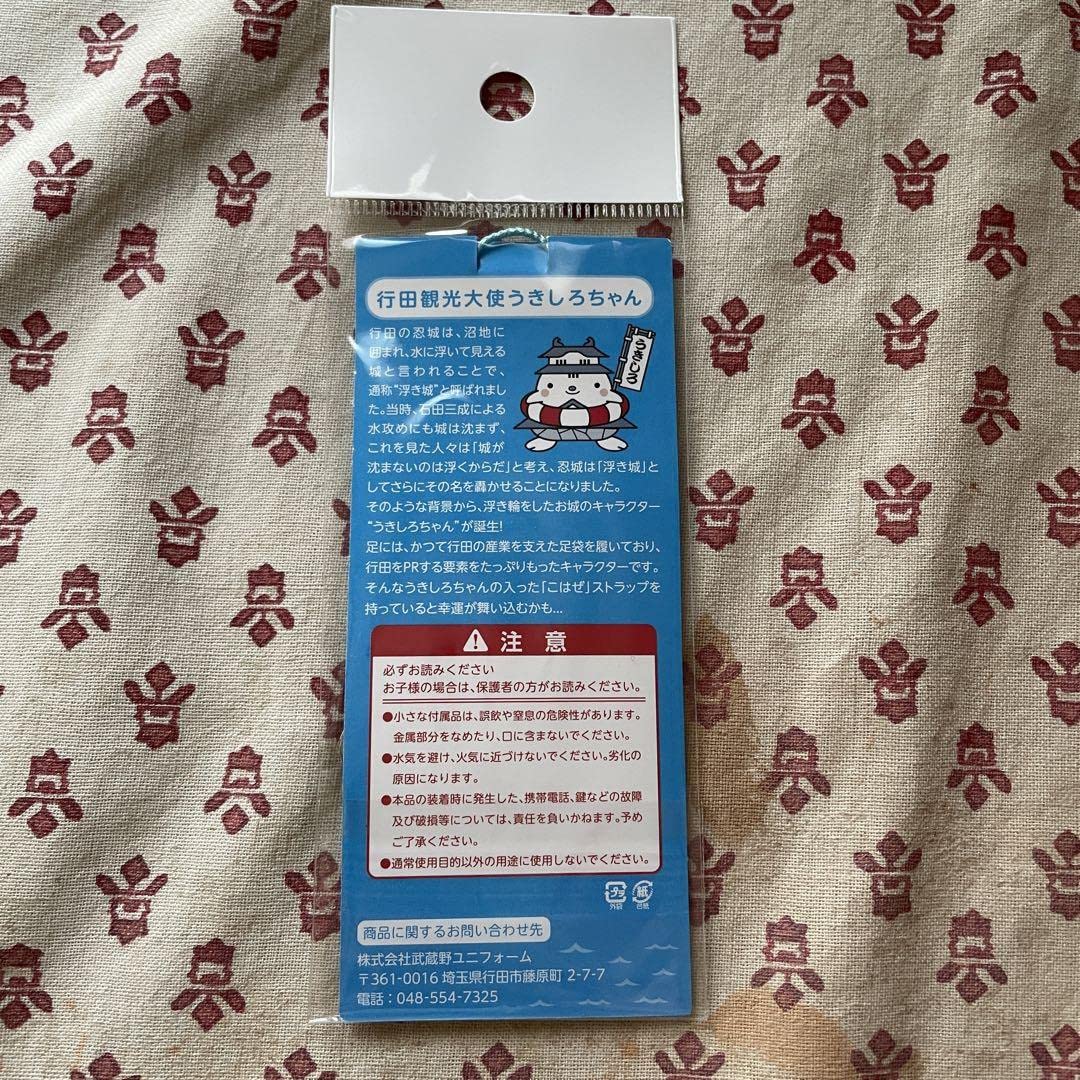 行田観光大使うきしろちゃん
行田の忍城は、沼地に
囲まれ、水に浮いて見える
城と言われることで、
通称“浮き城”と呼ばれまし
た。当時、石田三成による
水攻めにも城は沈まず、
これを見た人々は「城が
沈まないのは浮くからだ」と考え、忍城は「浮き城」と
してさらにその名を轟かせることになりました。
そのような背景から、浮き輪をしたお城のキャラクター
“うきしろちゃん”が誕生!
足には、かつて行田の産業を支えた足袋を履いており、
行田をPRする要素をたっぷりもったキャラクターです。
そんなうきしろちゃんの入った「こはぜ」ストラップを
持っていると幸運が舞い込むかも...
うきしろ
注意
必ずお読みください
お子様の場合は、保護者の方がお読みください。
●小さな付属品は、誤飲や窒息の危険性があります。
金属部分をなめたり、口に含まないでください。
●水気を避け、火気に近づけないでください。劣化の
原因になります。
●本品の装着時に発生した、携帯電話、鍵などの故障
及び破損等については、責任を負いかねます。予め
ご了承ください。
●通常使用目的以外の用途に使用しないでください。
プラ 紙
外袋 台紙
商品に関するお問い合わせ先
株式会社武蔵野ユニフォーム
〒361-0016 埼玉県行田市藤原町 2-7-7
電話：048-554-7325